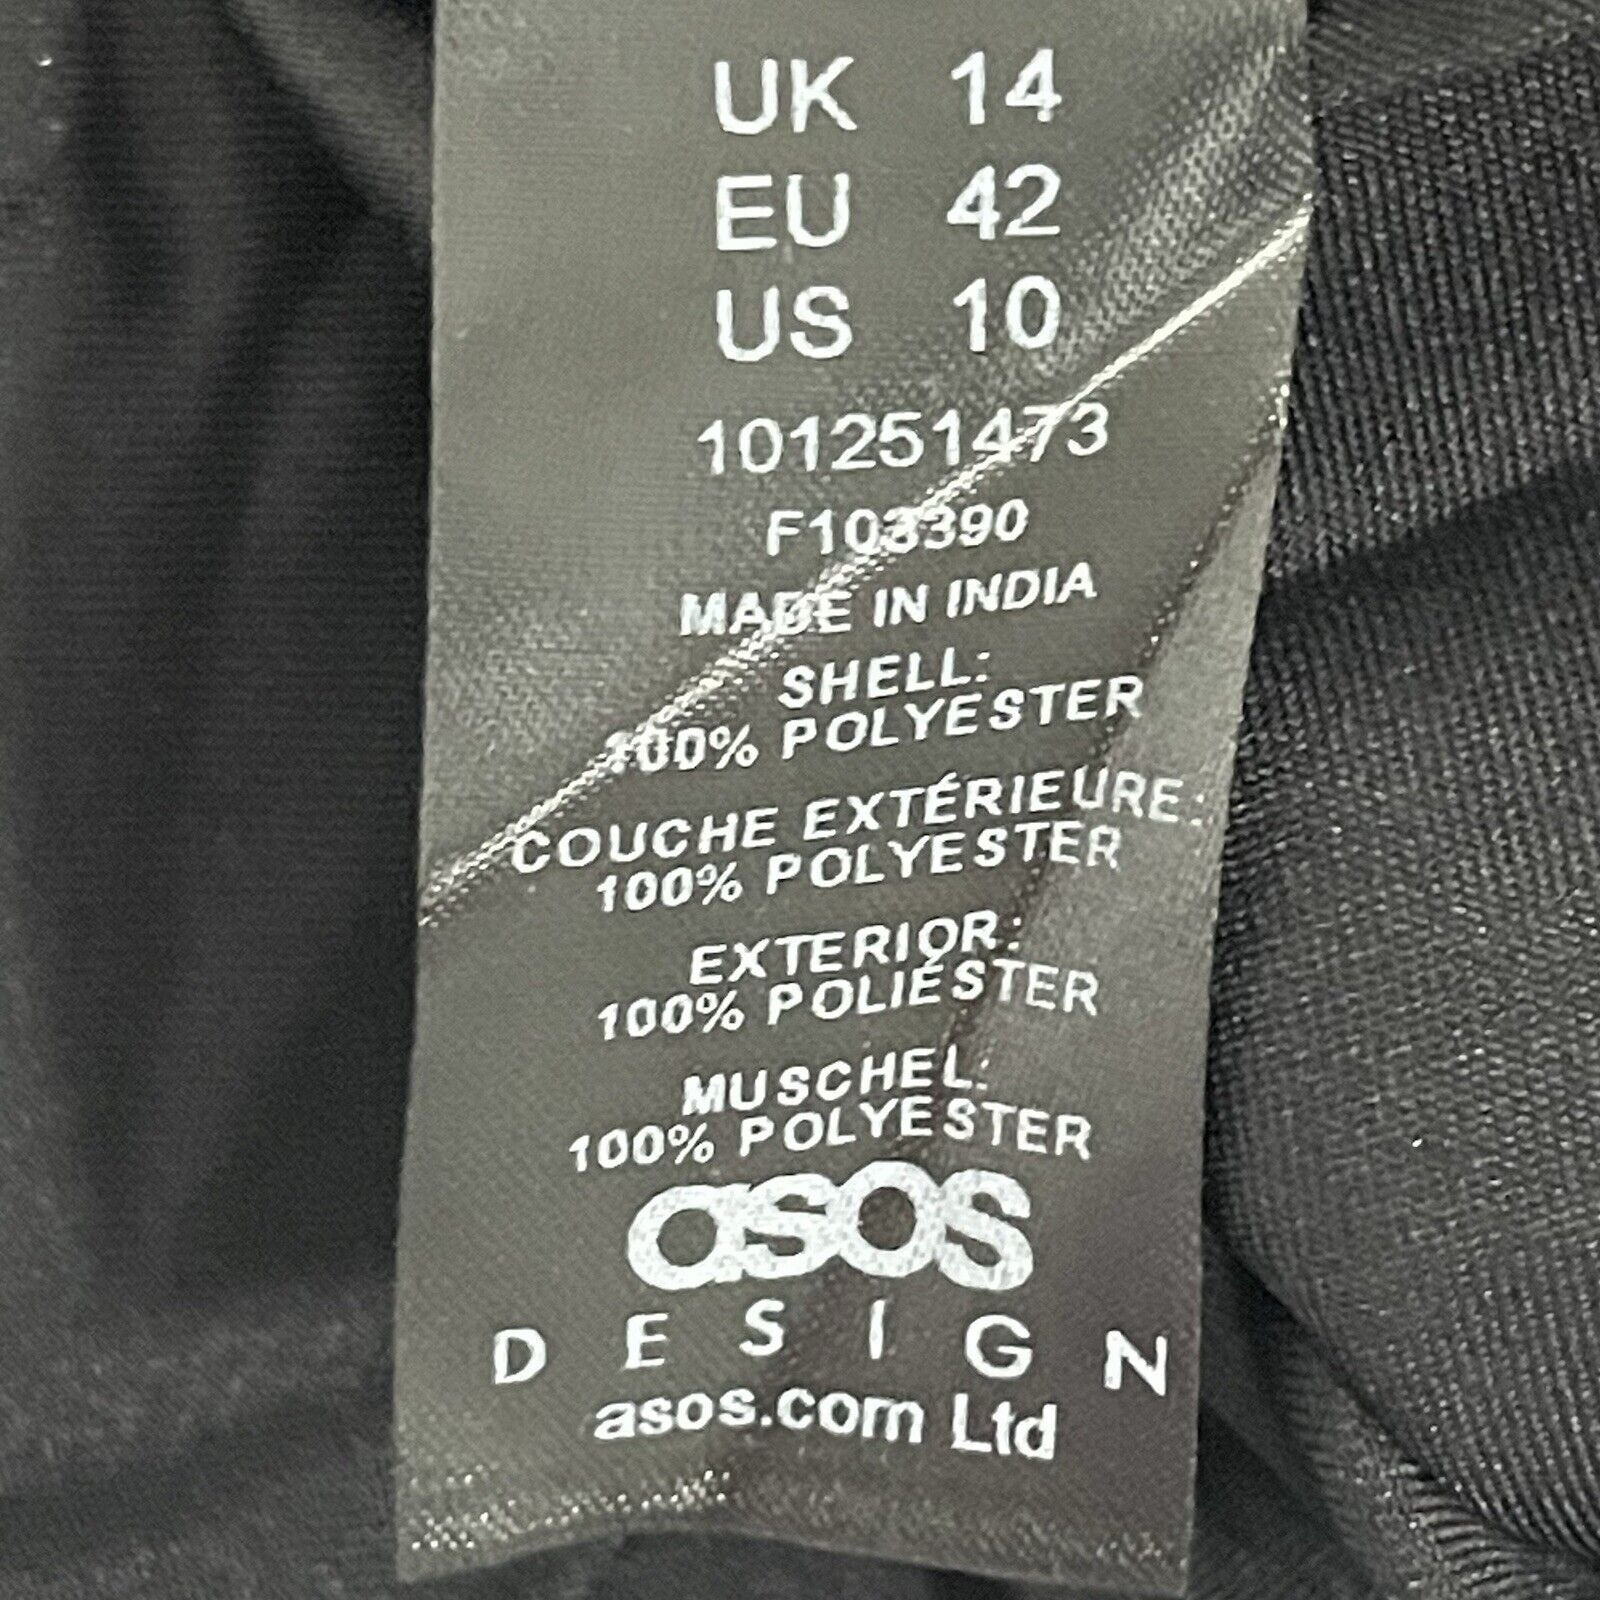 UK 14
EU 42
US 10
101251473
F103390
MADE IN INDIA
SHELL:
100% POLYESTER
COUCHE EXTÉRIEURE:
100% POLYESTER
EXTERIOR:
100% POLIÉSTER
MUSCHEL:
100% POLYESTER
asos
DESIGN
asos.com Ltd